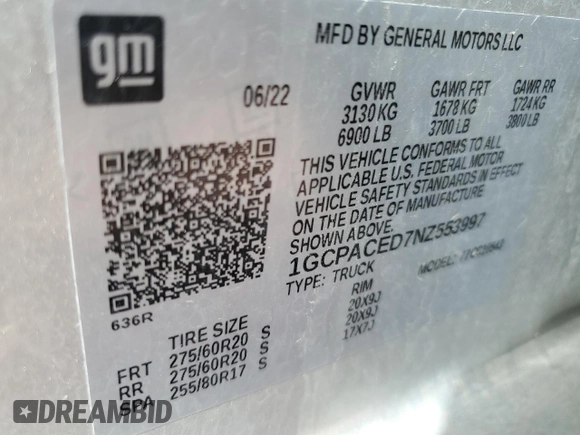 gm
MFD BY GENERAL MOTORS LLC
06/22
GVWR GAWR FRT GAWR RR
3130 KG 1678 KG 1724 KG
6900 LB 3700 LB 3800 LB
THIS VEHICLE CONFORMS TO ALL
APPLICABLE U.S. FEDERAL MOTOR
VEHICLE SAFETY STANDARDS IN EFFECT
ON THE DATE OF MANUFACTURE
SHOWN ABOVE.
1GCPACED7NZ553997
TYPE: TRUCK MODEL:
636R
TIRE SIZE RIM
FRT 275/60R20 S 20X9J
RR 275/60R20 S 20X9J
SPA 255/80R17 S 17X7J
DREAMBID